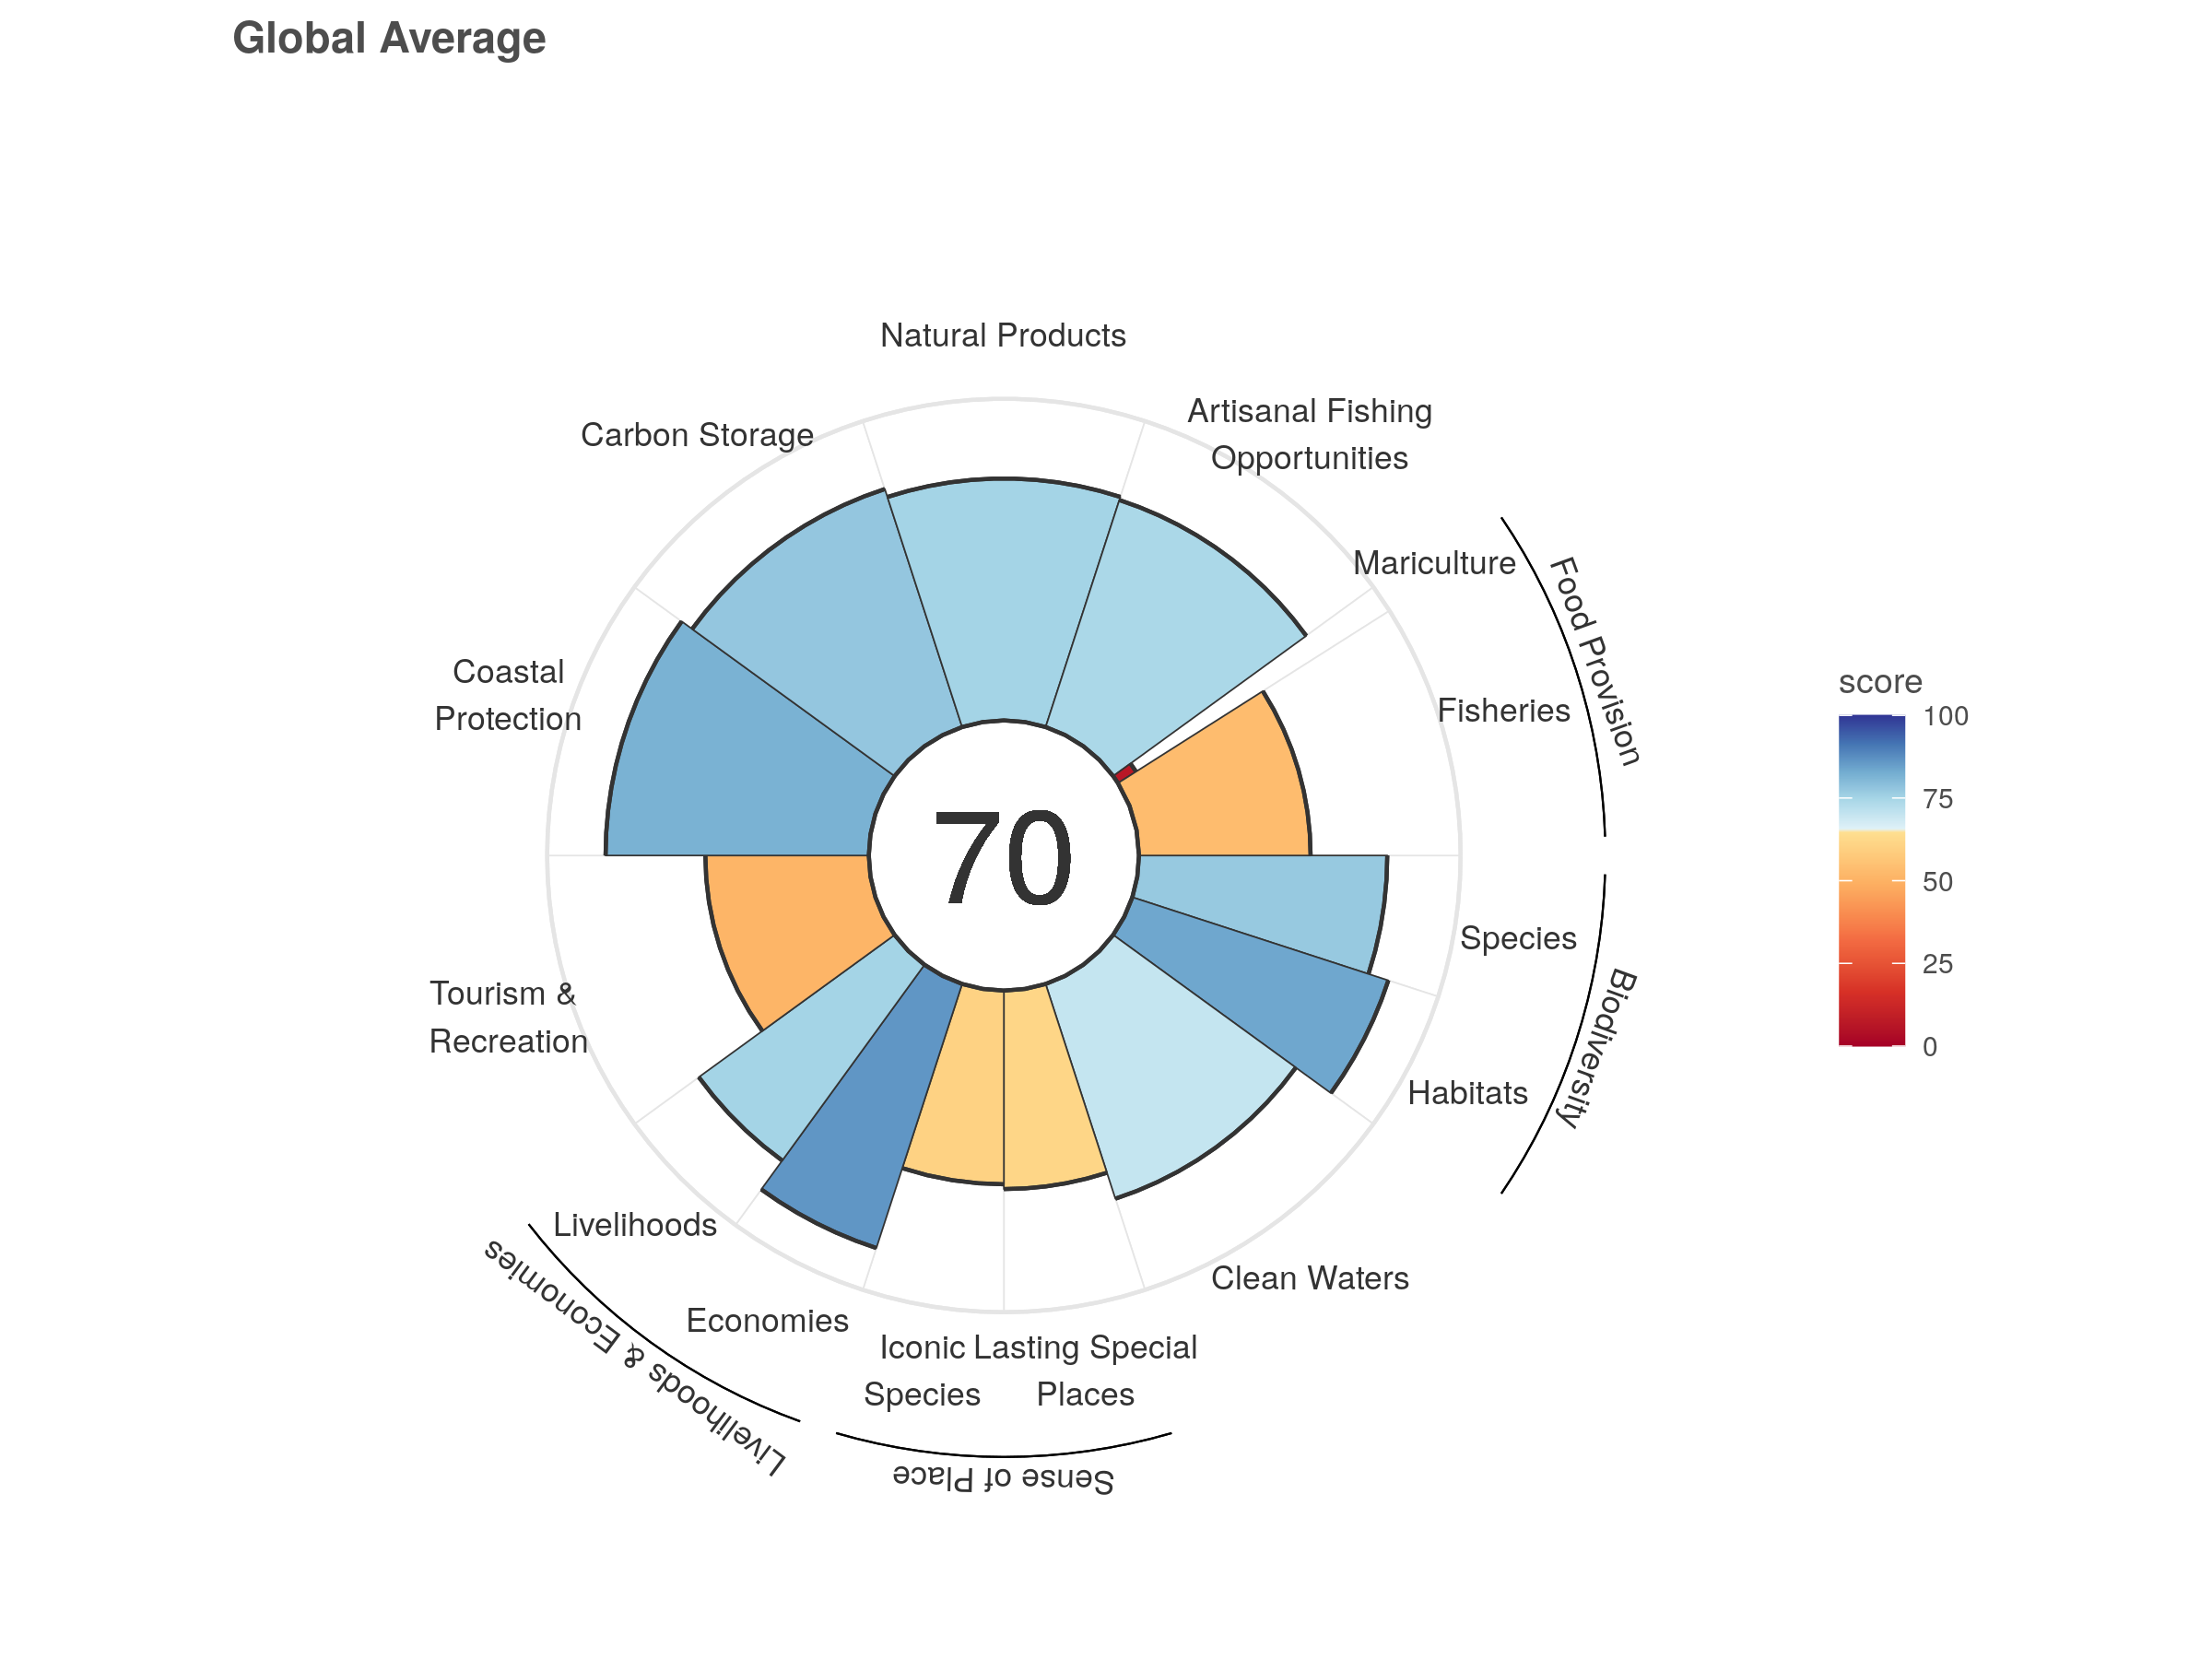 Global Average
Natural Products
Artisanal Fishing
Opportunities
Carbon Storage
Mariculture
Food Provision
Fisheries
Coastal
Protection
score
100
75
50
25
0
70
Species
Biodiversity
Habitats
Tourism &
Recreation
Livelihoods
Livelihoods & Economies
Economies
Clean Waters
Iconic
Species
Lasting Special
Places
Sense of Place